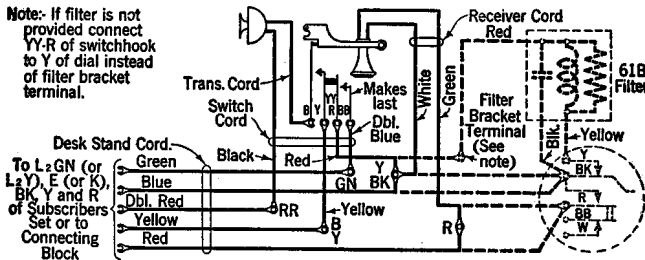 Note:- If filter is not
provided connect
YY-R of switchhook
to Y of dial instead
of filter bracket
terminal.
Receiver Cord
Red
Trans. Cord
Switch
Cord
B Y YY R BB
Makes
last
Dbl.
Blue
White
Green
61B
Filter
Filter
Bracket
Terminal
(See
note)
Blk.
Yellow
Desk Stand Cord
Black
Red
To L2GN (or
L2Y), E (or K),
BK, Y and R
of Subscribers
Set or to
Connecting
Block
Green
Blue
Dbl. Red
Yellow
Red
GN
Y
BK
RR
Yellow
B
Y
R
Y
BK
R
BB
W